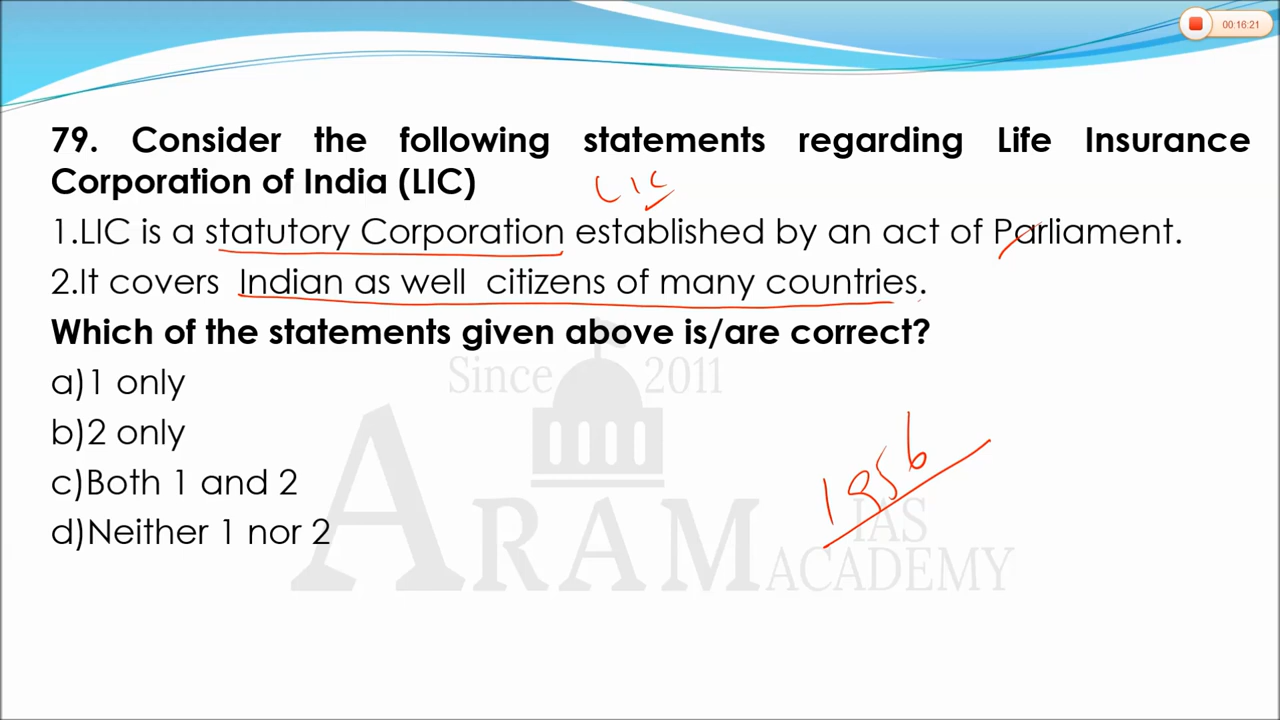 00:16:21
79. Consider the following statements regarding Life Insurance
Corporation of India (LIC)
LIC
1.LIC is a statutory Corporation established by an act of Parliament.
2.It covers Indian as well citizens of many countries.
Which of the statements given above is/are correct?
Since 2011
a)1 only
b)2 only
1956
c)Both 1 and 2
d)Neither 1 nor 2
ARAM IAS ACADEMY